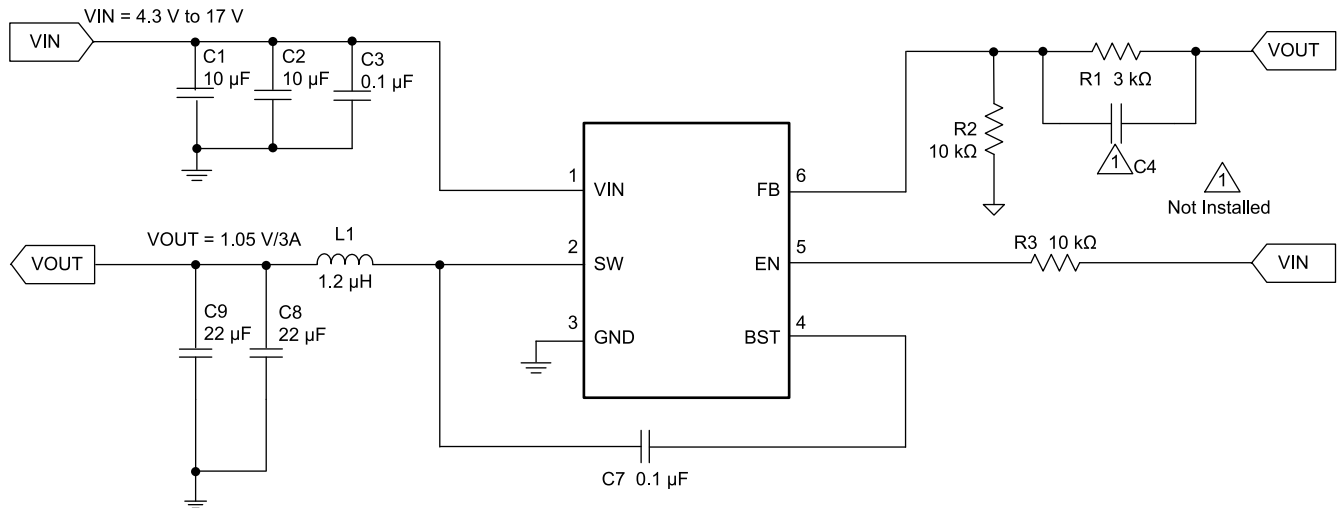 VIN = 4.3 V to 17 V
VIN
C1
10 µF
C2
10 µF
C3
0.1 µF
VOUT
R1 3 kΩ
R2
10 kΩ
1
C4
1
Not Installed
1
VIN
FB
6
VOUT = 1.05 V/3A
L1
VOUT
1.2 µH
2
SW
EN
5
R3 10 kΩ
VIN
C9
22 µF
C8
22 µF
3
GND
BST
4
C7 0.1 µF